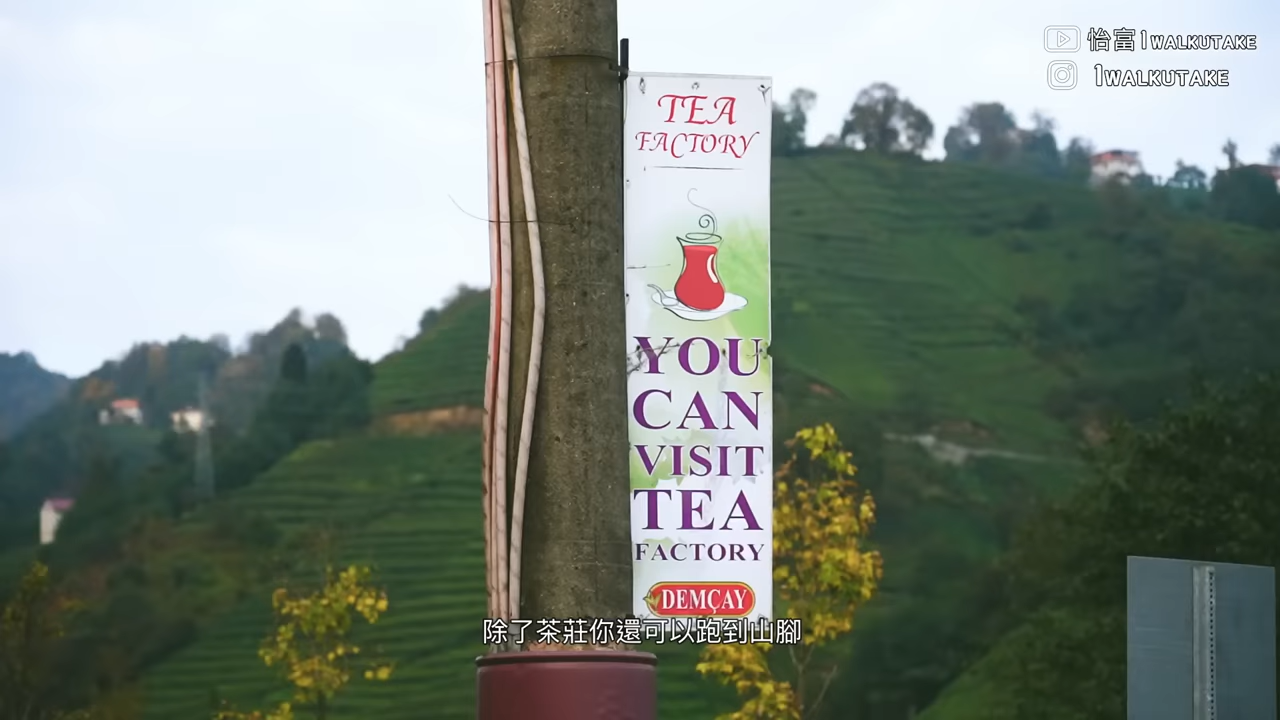 怡富1WALKUTAKE
1WALKUTAKE
TEA
FACTORY
YOU
CAN
VISIT
TEA
FACTORY
DEMÇAY
除了茶莊你還可以跑到山腳